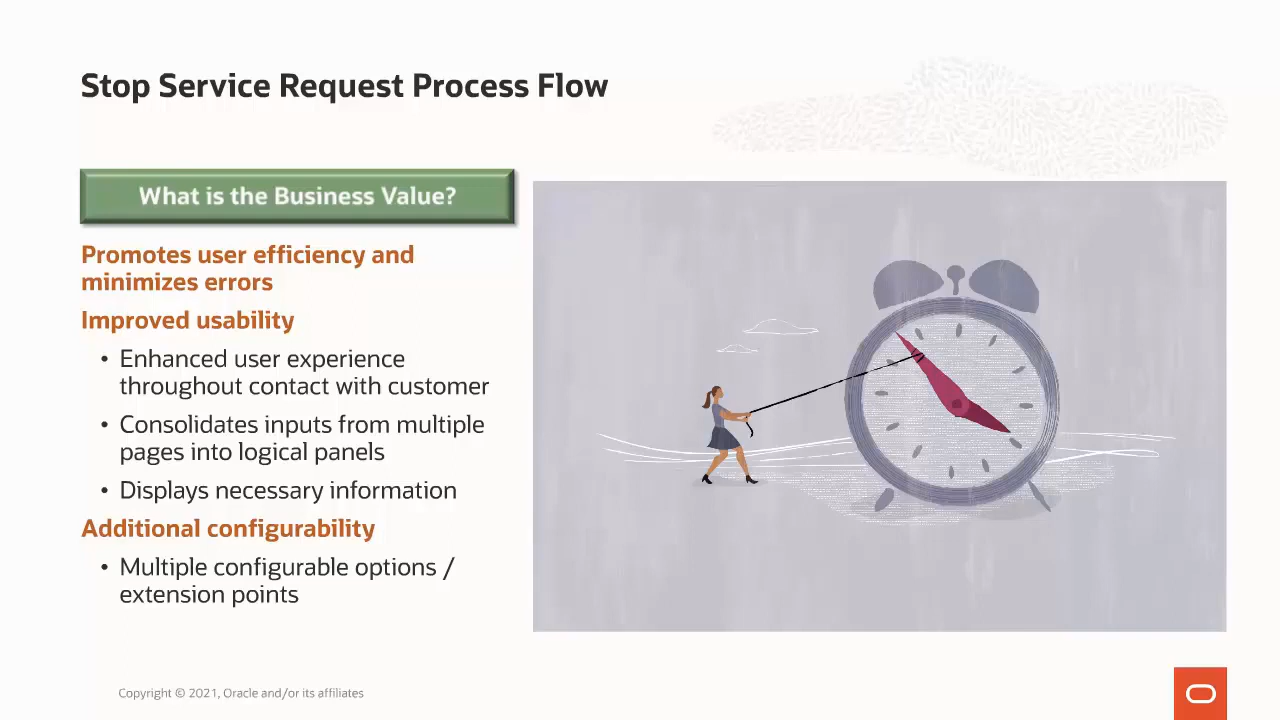 Stop Service Request Process Flow
What is the Business Value?
Promotes user efficiency and
minimizes errors
Improved usability
• Enhanced user experience
throughout contact with customer
• Consolidates inputs from multiple
pages into logical panels
• Displays necessary information
Additional configurability
• Multiple configurable options /
extension points
Copyright © 2021, Oracle and/or its affiliates